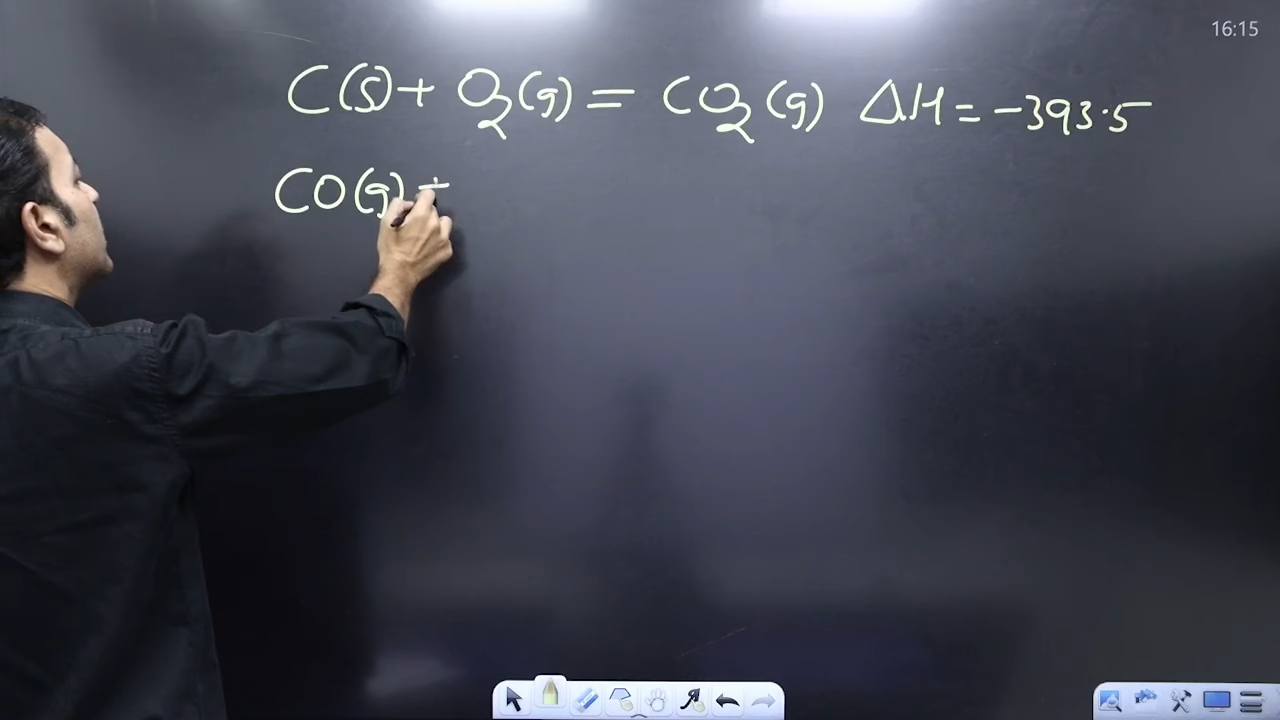 16:15
C(s) + O₂(g) = CO₂(g) ΔH = -393.5
CO(g) +